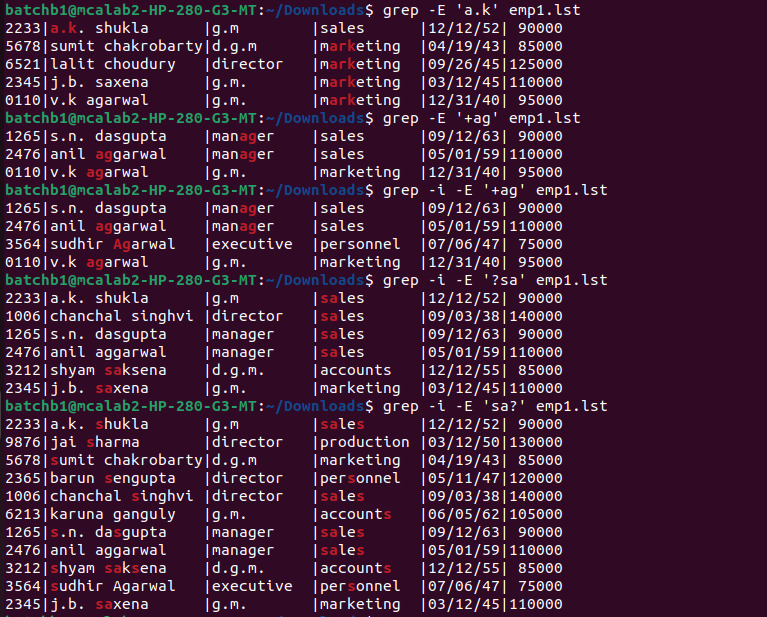 batchb1@mcalab2-HP-280-G3-MT:~/Downloads$ grep -E 'a.k' emp1.lst
2233|a.k. shukla      |g.m        |sales      |12/12/52| 90000
5678|sumit chakrobarty|d.g.m      |marketing  |04/19/43| 85000
6521|lalit choudury   |director   |marketing  |09/26/45|125000
2345|j.b. saxena      |g.m.       |marketing  |03/12/45|110000
0110|v.k agarwal      |g.m.       |marketing  |12/31/40| 95000
batchb1@mcalab2-HP-280-G3-MT:~/Downloads$ grep -E '+ag' emp1.lst
1265|s.n. dasgupta    |manager    |sales      |09/12/63| 90000
2476|anil aggarwal    |manager    |sales      |05/01/59|110000
0110|v.k agarwal      |g.m.       |marketing  |12/31/40| 95000
batchb1@mcalab2-HP-280-G3-MT:~/Downloads$ grep -i -E '+ag' emp1.lst
1265|s.n. dasgupta    |manager    |sales      |09/12/63| 90000
2476|anil aggarwal    |manager    |sales      |05/01/59|110000
3564|sudhir Agarwal   |executive  |personnel  |07/06/47| 75000
0110|v.k agarwal      |g.m.       |marketing  |12/31/40| 95000
batchb1@mcalab2-HP-280-G3-MT:~/Downloads$ grep -i -E '?sa' emp1.lst
2233|a.k. shukla      |g.m        |sales      |12/12/52| 90000
1006|chanchal singhvi |director   |sales      |09/03/38|140000
1265|s.n. dasgupta    |manager    |sales      |09/12/63| 90000
2476|anil aggarwal    |manager    |sales      |05/01/59|110000
3212|shyam saksena    |d.g.m.     |accounts   |12/12/55| 85000
2345|j.b. saxena      |g.m.       |marketing  |03/12/45|110000
batchb1@mcalab2-HP-280-G3-MT:~/Downloads$ grep -i -E 'sa?' emp1.lst
2233|a.k. shukla      |g.m        |sales      |12/12/52| 90000
9876|jai sharma       |director   |production |03/12/50|130000
5678|sumit chakrobarty|d.g.m      |marketing  |04/19/43| 85000
2365|barun sengupta   |director   |personnel  |05/11/47|120000
1006|chanchal singhvi |director   |sales      |09/03/38|140000
6213|karuna ganguly   |g.m.       |accounts   |06/05/62|105000
1265|s.n. dasgupta    |manager    |sales      |09/12/63| 90000
2476|anil aggarwal    |manager    |sales      |05/01/59|110000
3212|shyam saksena    |d.g.m.     |accounts   |12/12/55| 85000
3564|sudhir Agarwal   |executive  |personnel  |07/06/47| 75000
2345|j.b. saxena      |g.m.       |marketing  |03/12/45|110000